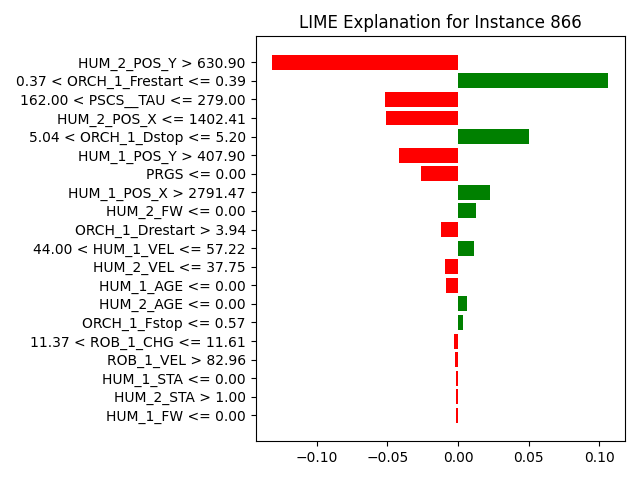 LIME Explanation for Instance 866
HUM_2_POS_Y > 630.90
0.37 < ORCH_1_Frestart <= 0.39
162.00 < PSCS__TAU <= 279.00
HUM_2_POS_X <= 1402.41
5.04 < ORCH_1_Dstop <= 5.20
HUM_1_POS_Y > 407.90
PRGS <= 0.00
HUM_1_POS_X > 2791.47
HUM_2_FW <= 0.00
ORCH_1_Drestart > 3.94
44.00 < HUM_1_VEL <= 57.22
HUM_2_VEL <= 37.75
HUM_1_AGE <= 0.00
HUM_2_AGE <= 0.00
ORCH_1_Fstop <= 0.57
11.37 < ROB_1_CHG <= 11.61
ROB_1_VEL > 82.96
HUM_1_STA <= 0.00
HUM_2_STA > 1.00
HUM_1_FW <= 0.00
−0.10 −0.05 0.00 0.05 0.10